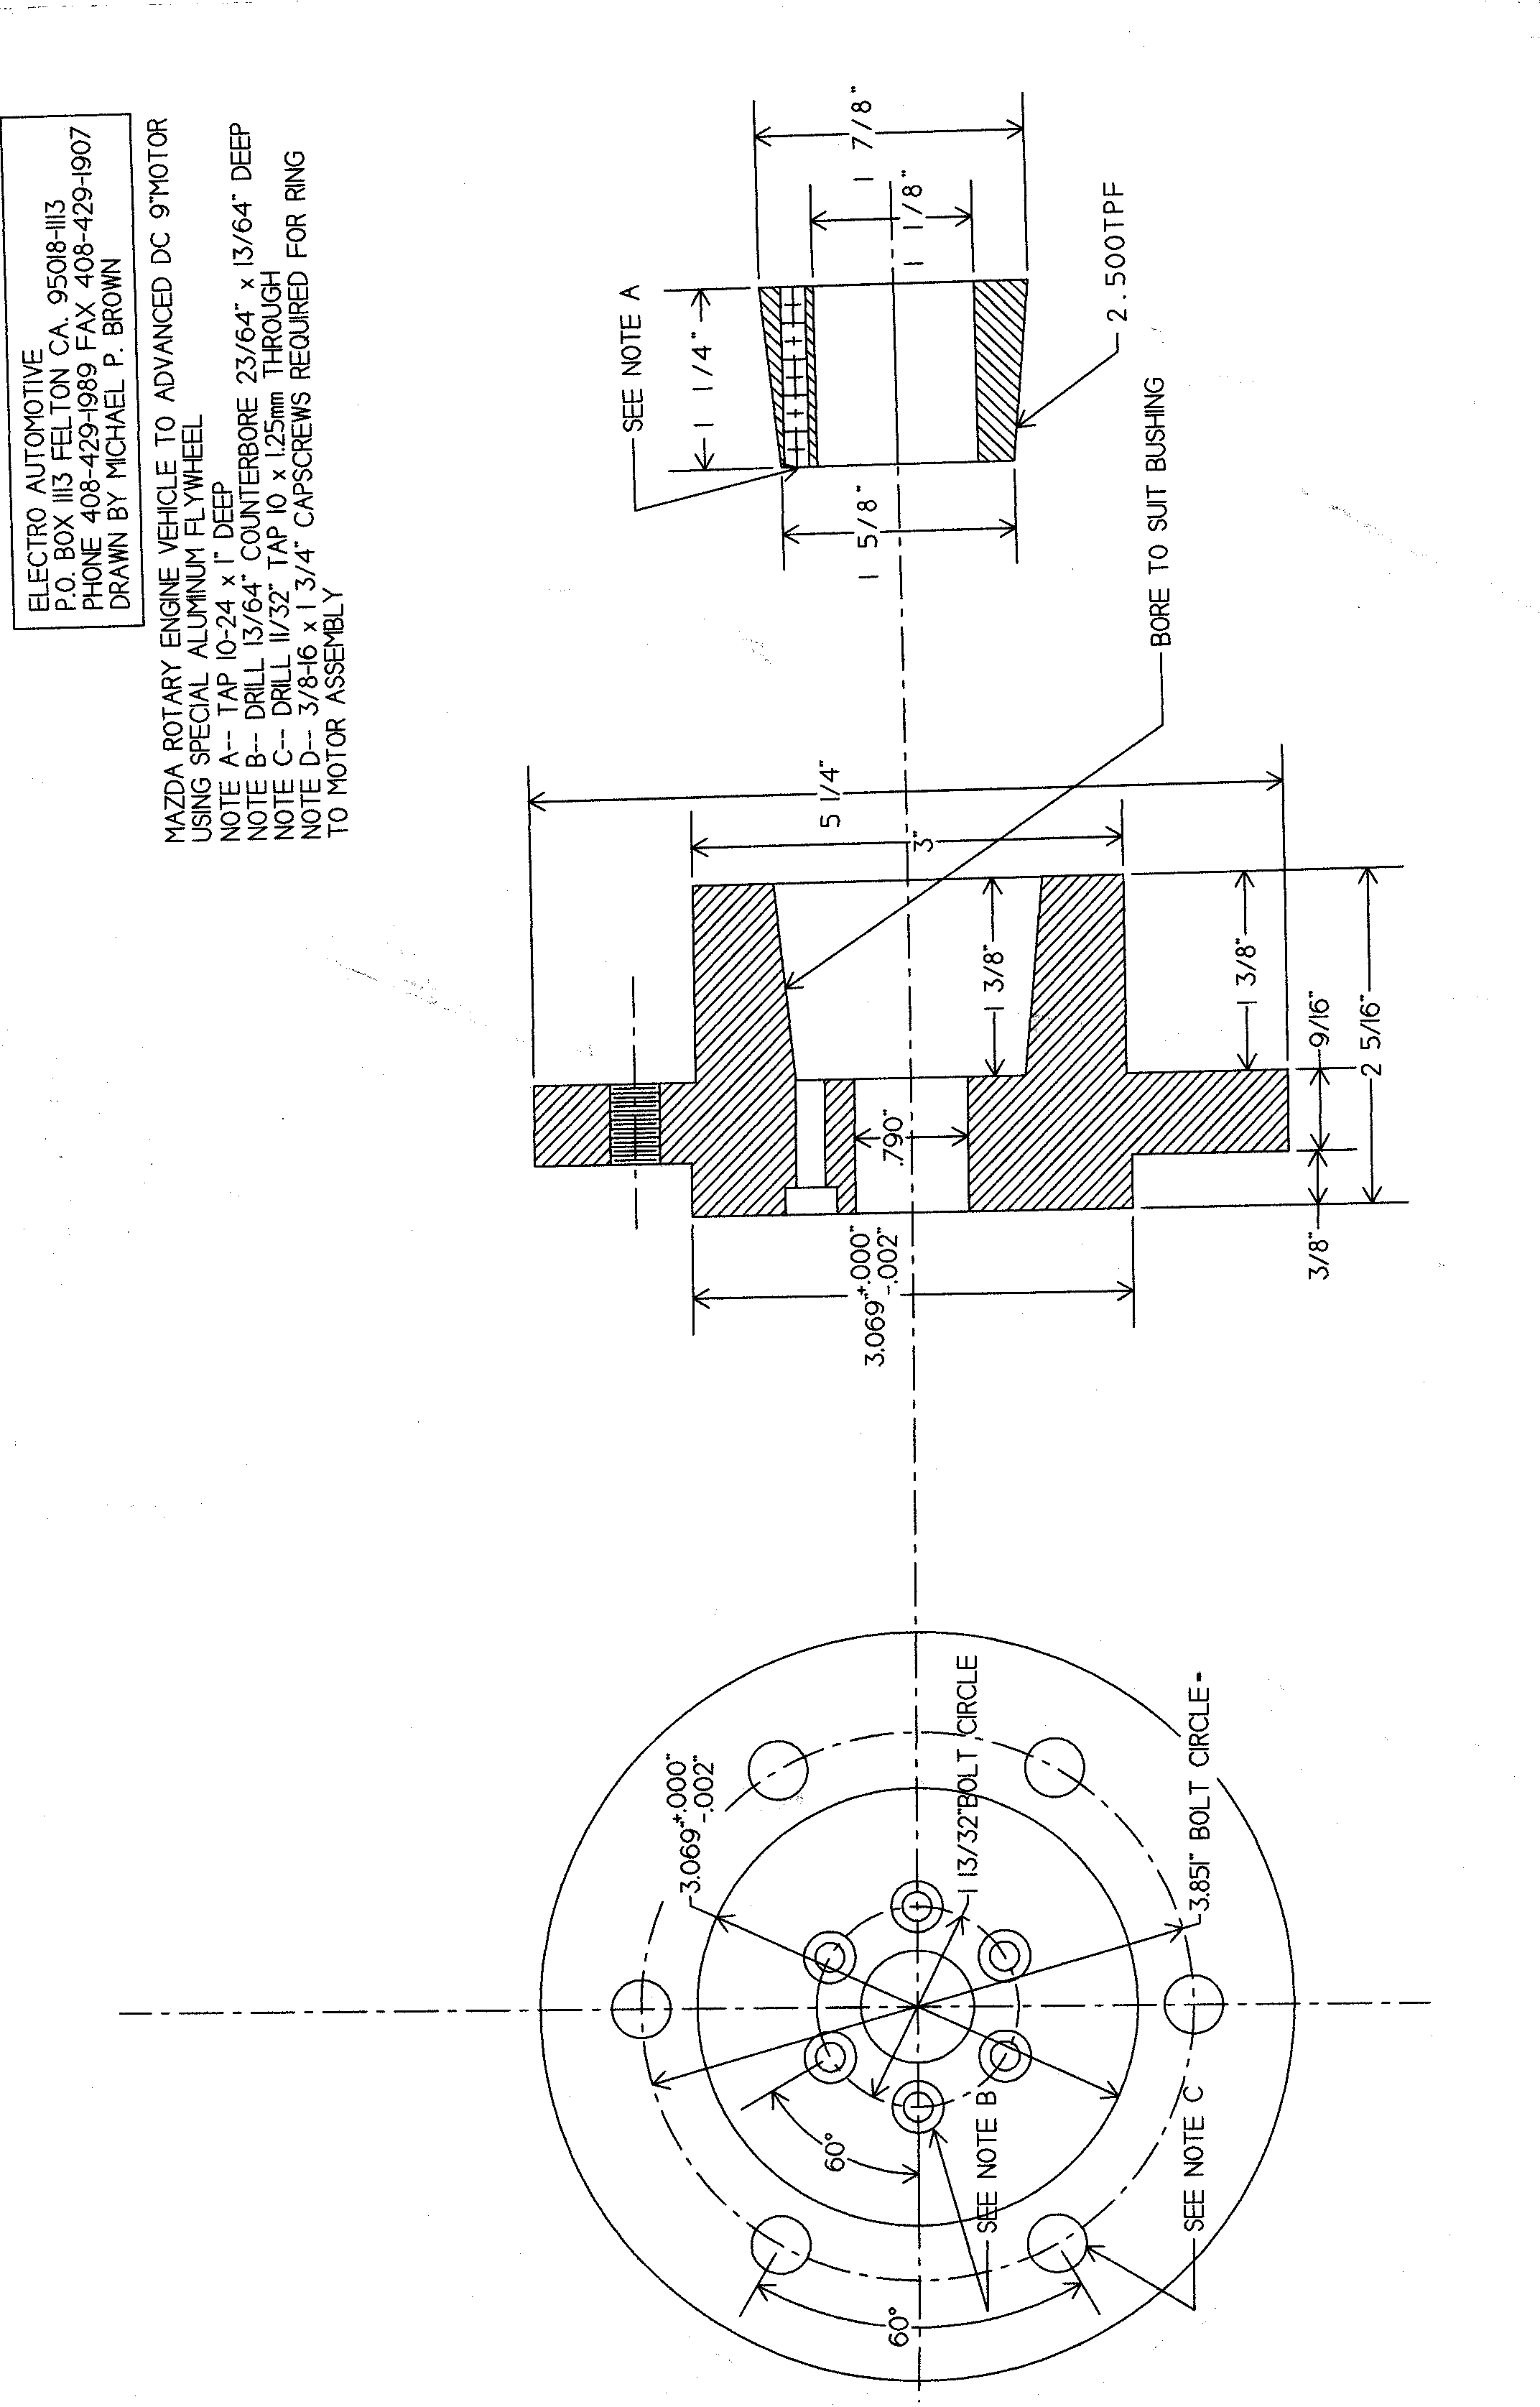 ELECTRO AUTOMOTIVE
P.O. BOX 1113 FELTON CA. 95018-1113
PHONE 408-429-1989 FAX 408-429-1907
DRAWN BY MICHAEL P. BROWN
MAZDA ROTARY ENGINE VEHICLE TO ADVANCED DC 9"MOTOR
USING SPECIAL ALUMINUM FLYWHEEL
NOTE A-- TAP 10-24 x 1" DEEP
NOTE B-- DRILL 13/64" COUNTERBORE 23/64" x 13/64" DEEP
NOTE C-- DRILL 11/32" TAP 10 x 1.25mm THROUGH
NOTE D-- 3/8-16 x 1 3/4" CAPSCREWS REQUIRED FOR RING
TO MOTOR ASSEMBLY
3.069"+.000"
-.002"
1 13/32"BOLT CIRCLE
3.851" BOLT CIRCLE
60°
60°
SEE NOTE B
SEE NOTE C
5 1/4"
3"
1 3/8"
.790"
3.069"+.000"
-.002"
1 3/8"
9/16"
2 5/16"
3/8"
BORE TO SUIT BUSHING
SEE NOTE A
1 1/4"
1 5/8"
1 7/8"
1 1/8"
2.500TPF